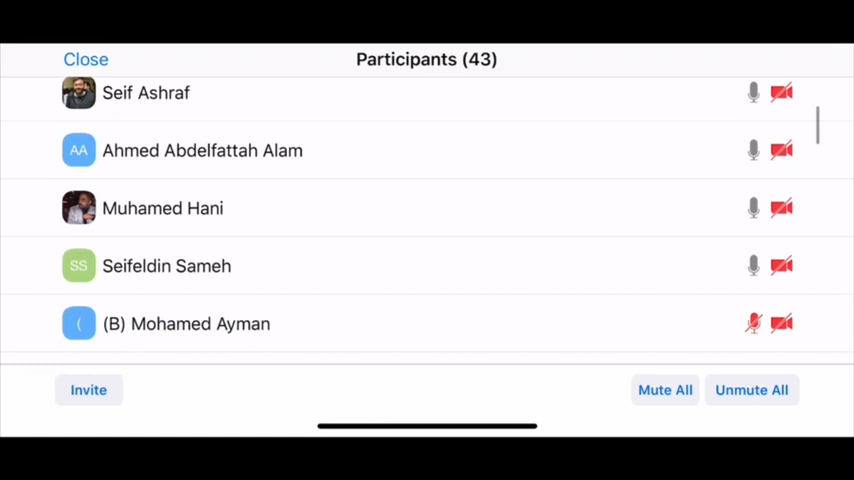 Close
Participants (43)
Seif Ashraf
AA
Ahmed Abdelfattah Alam
Muhamed Hani
SS
Seifeldin Sameh
(
(B) Mohamed Ayman
Invite
Mute All
Unmute All